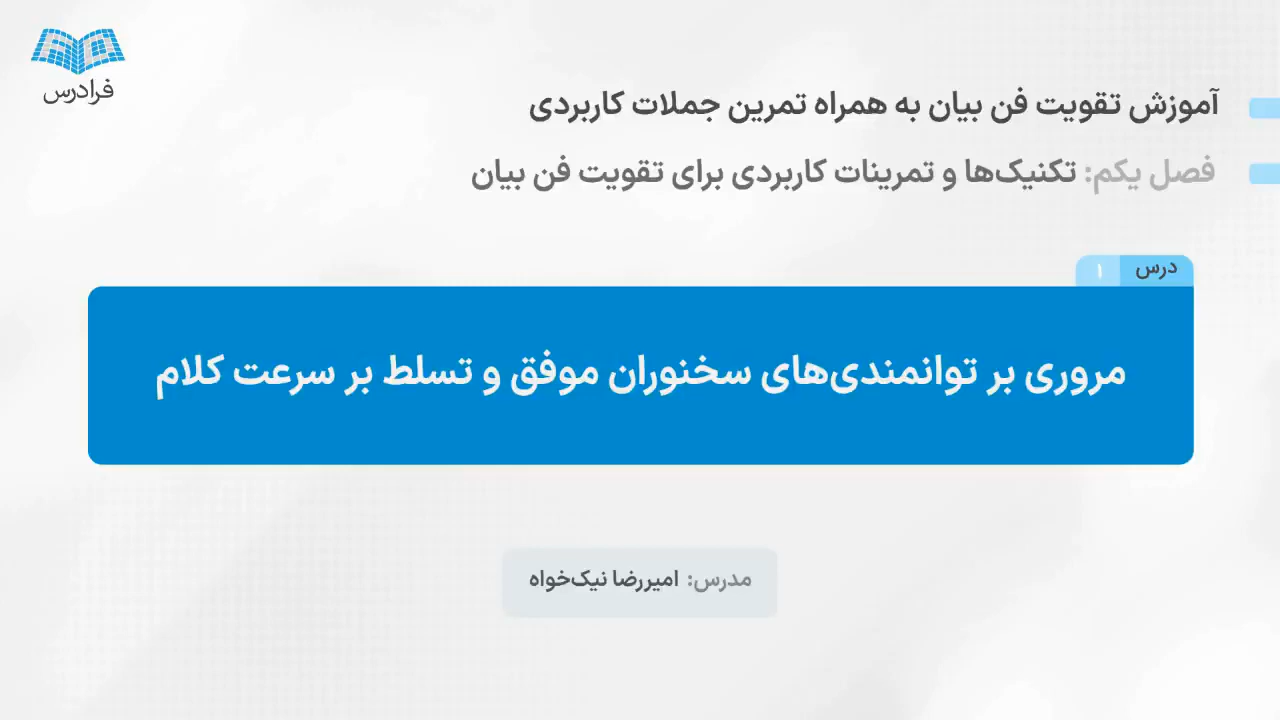 فرادرس
آموزش تقویت فن بیان به همراه تمرین جملات کاربردی
فصل یکم: تکنیک‌ها و تمرینات کاربردی برای تقویت فن بیان
درس ۱
مروری بر توانمندی‌های سخنوران موفق و تسلط بر سرعت کلام
مدرس: امیررضا نیک‌خواه